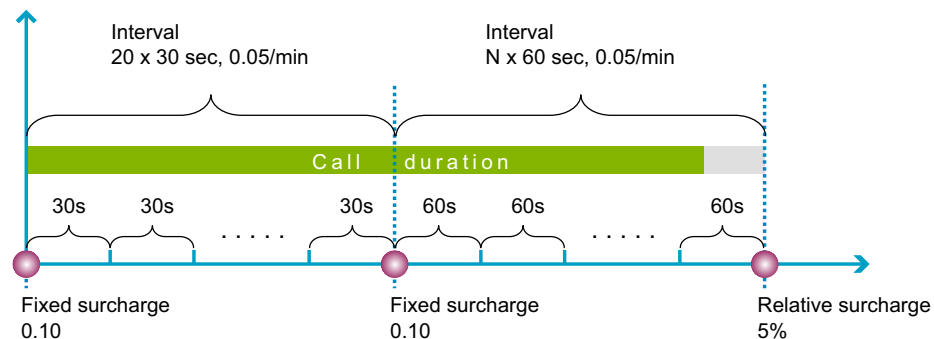 Interval
20 x 30 sec, 0.05/min
Interval
N x 60 sec, 0.05/min
Call duration
30s 30s ..... 30s 60s 60s ..... 60s
Fixed surcharge
0.10
Fixed surcharge
0.10
Relative surcharge
5%